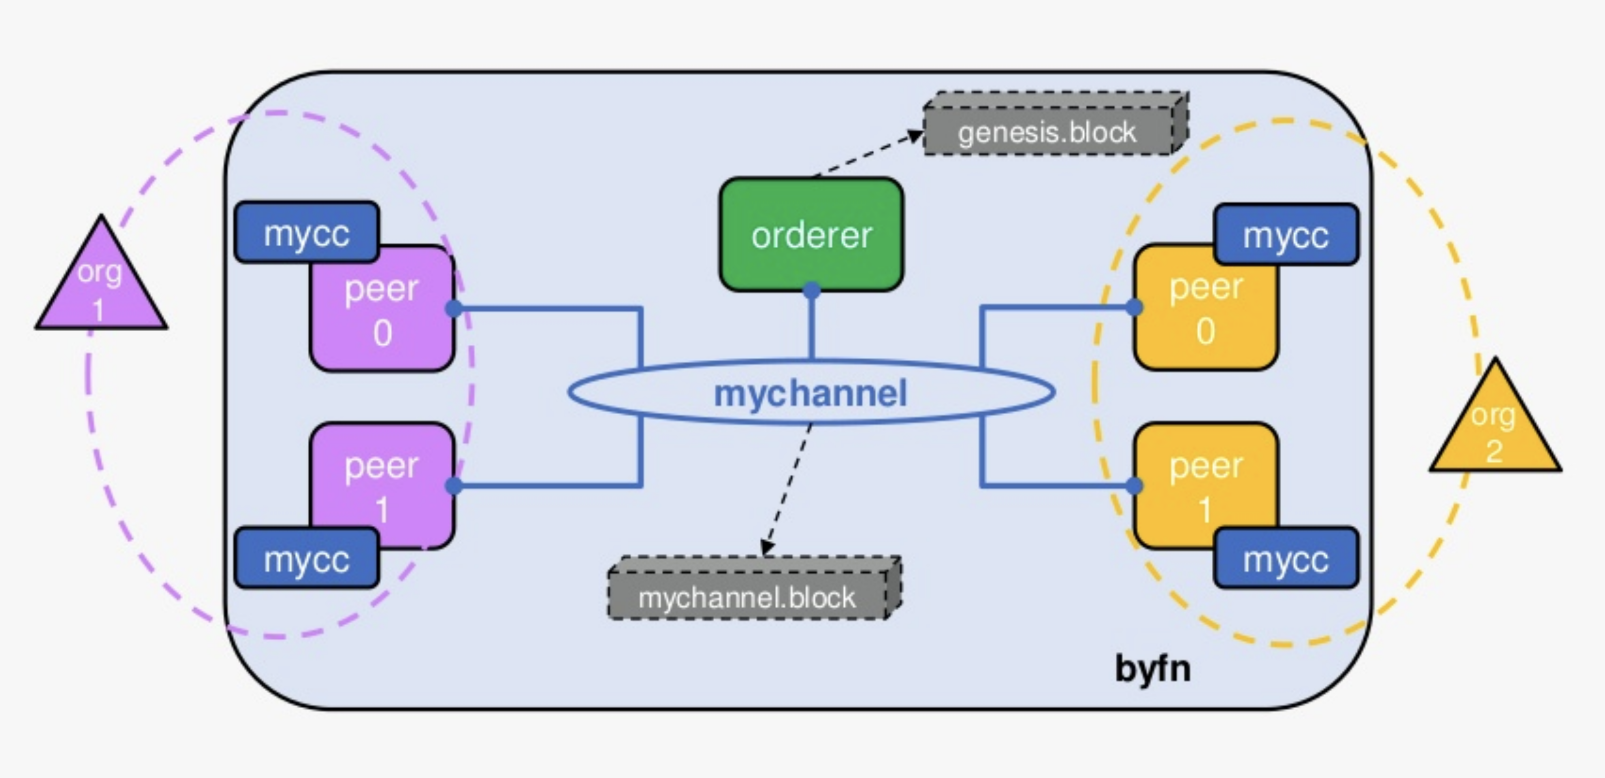 genesis.block
mycc
orderer
mycc
org
1
peer
0
peer
0
mychannel
org
2
peer
1
peer
1
mycc
mycc
mychannel.block
byfn